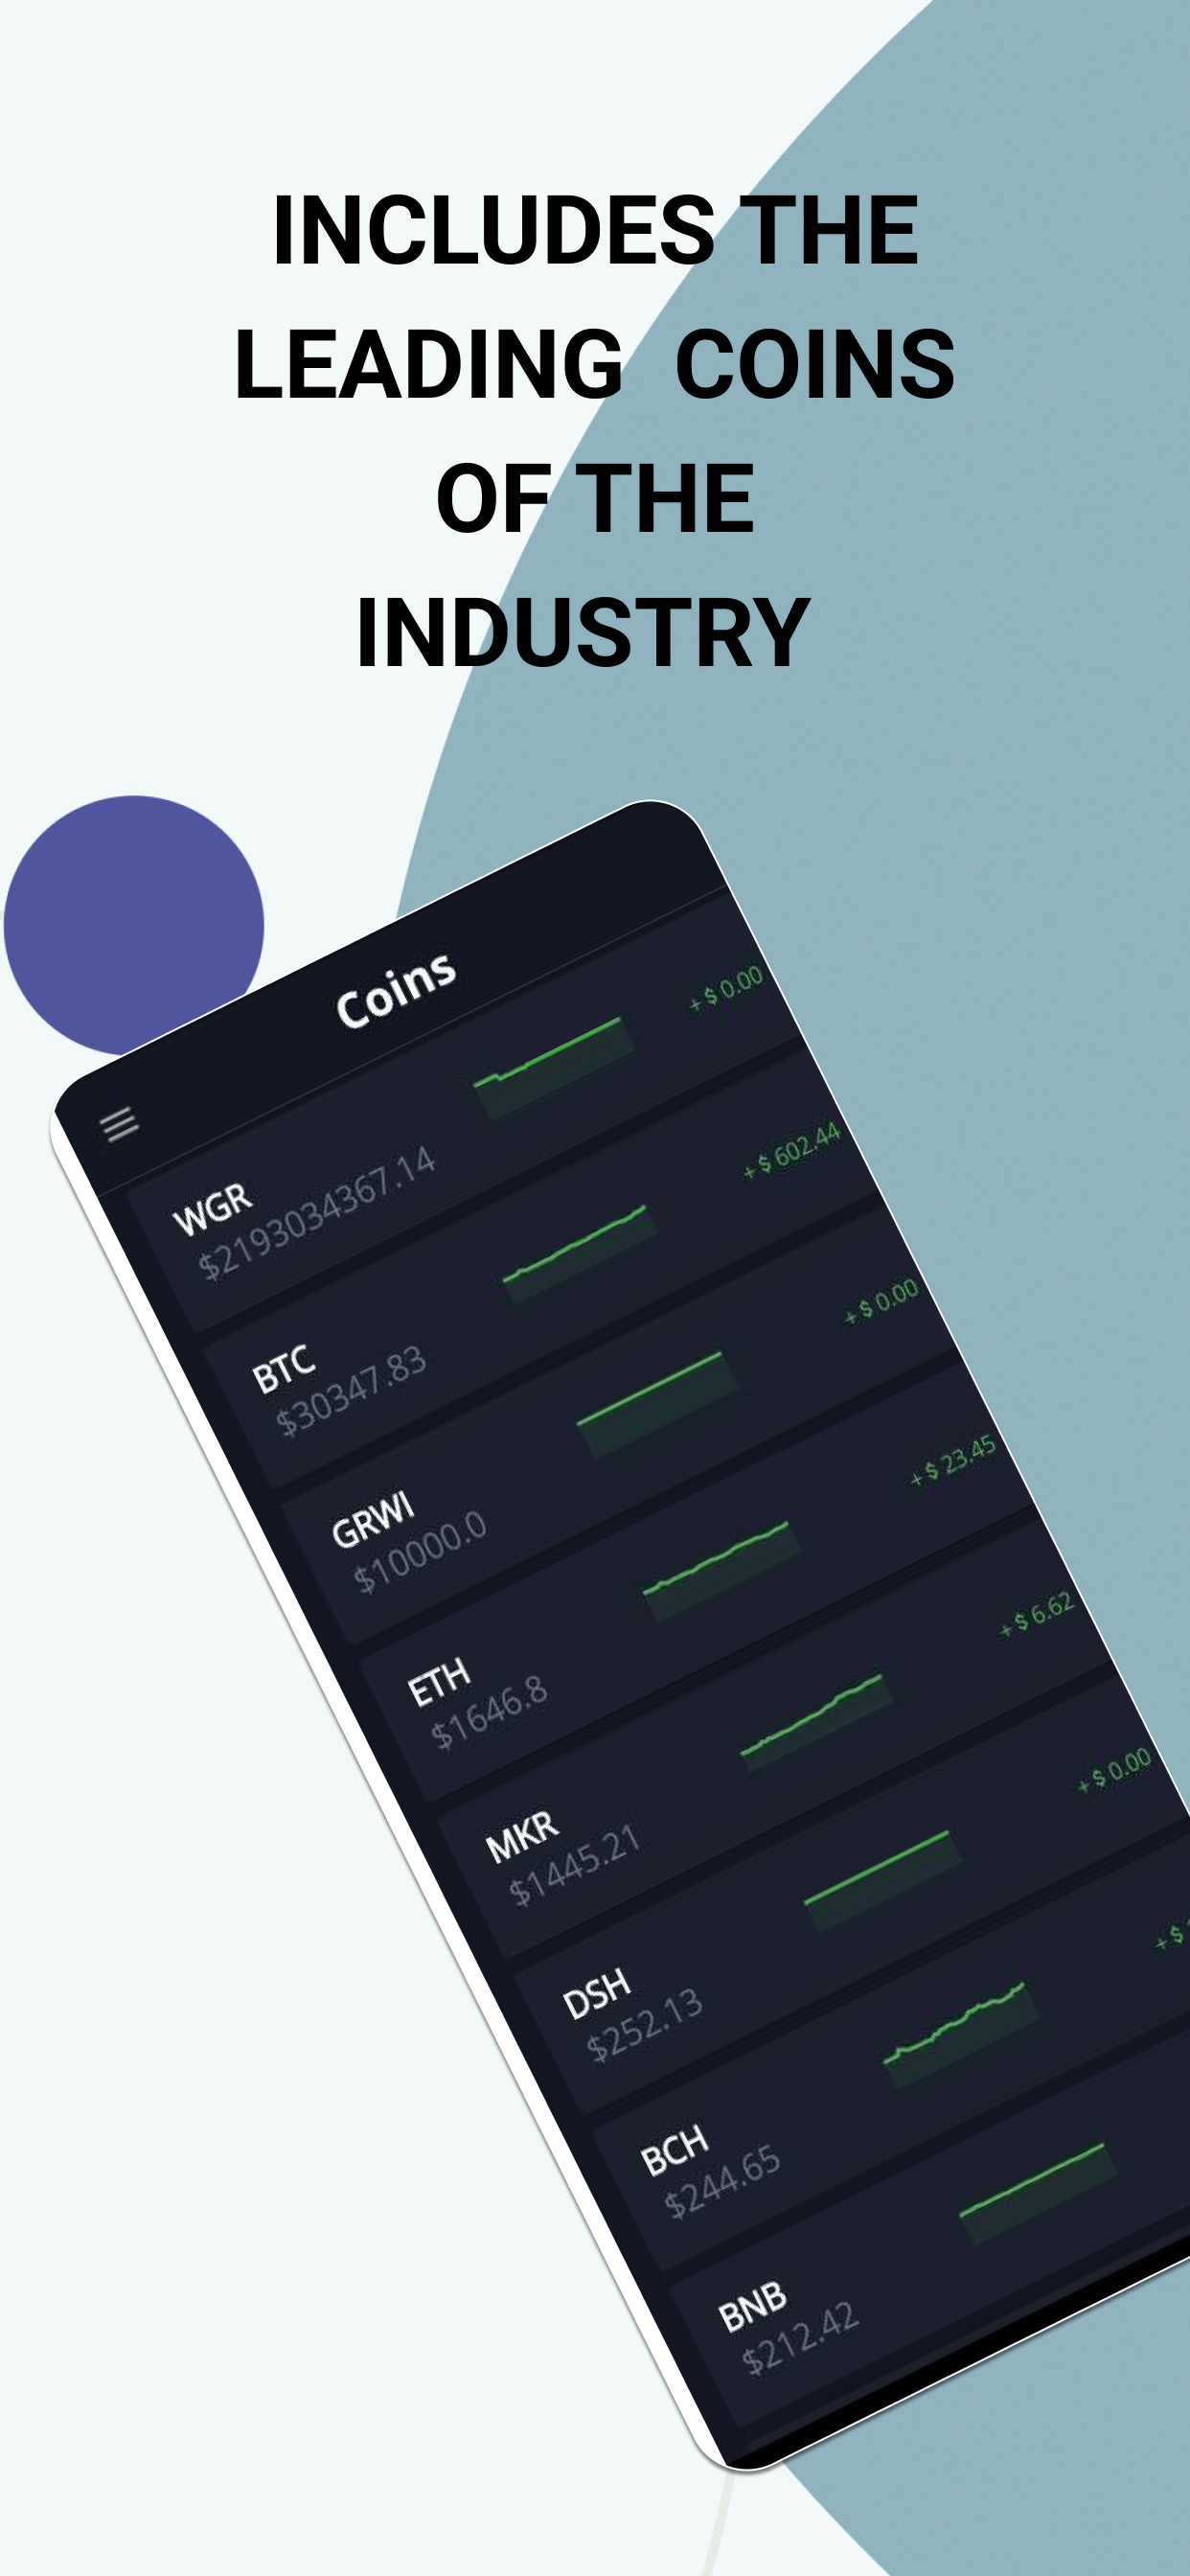 INCLUDES THE
LEADING COINS
OF THE
INDUSTRY
Coins
WGR
$2193034367.14
+ $ 0.00
BTC
$30347.83
+ $ 602.44
GRWI
$10000.0
+ $ 0.00
ETH
$1646.8
+ $ 23.45
MKR
$1445.21
+ $ 6.62
DSH
$252.13
+ $ 0.00
BCH
$244.65
+ $
BNB
$212.42